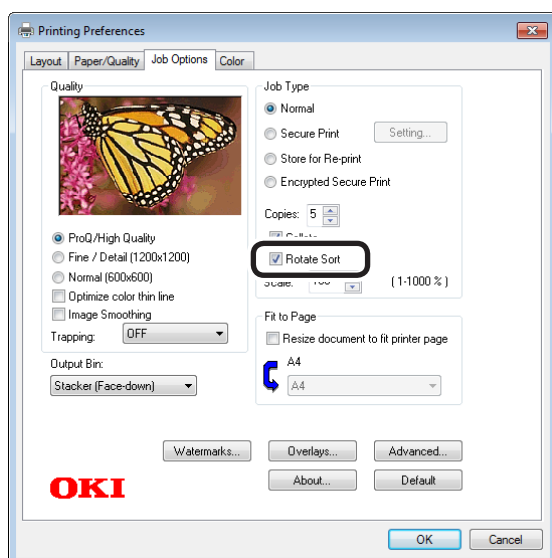 Printing Preferences
Layout Paper/Quality Job Options Color
Quality
ProQ/High Quality
Fine / Detail (1200x1200)
Normal (600x600)
Optimize color thin line
Image Smoothing
Trapping: OFF
Output Bin:
Stacker (Face-down)
Job Type
Normal
Secure Print Setting...
Store for Re-print
Encrypted Secure Print
Copies: 5
Rotate Sort
(1-1000 %)
Fit to Page
Resize document to fit printer page
A4
A4
Watermarks... Overlays... Advanced...
About... Default
OKI
OK Cancel